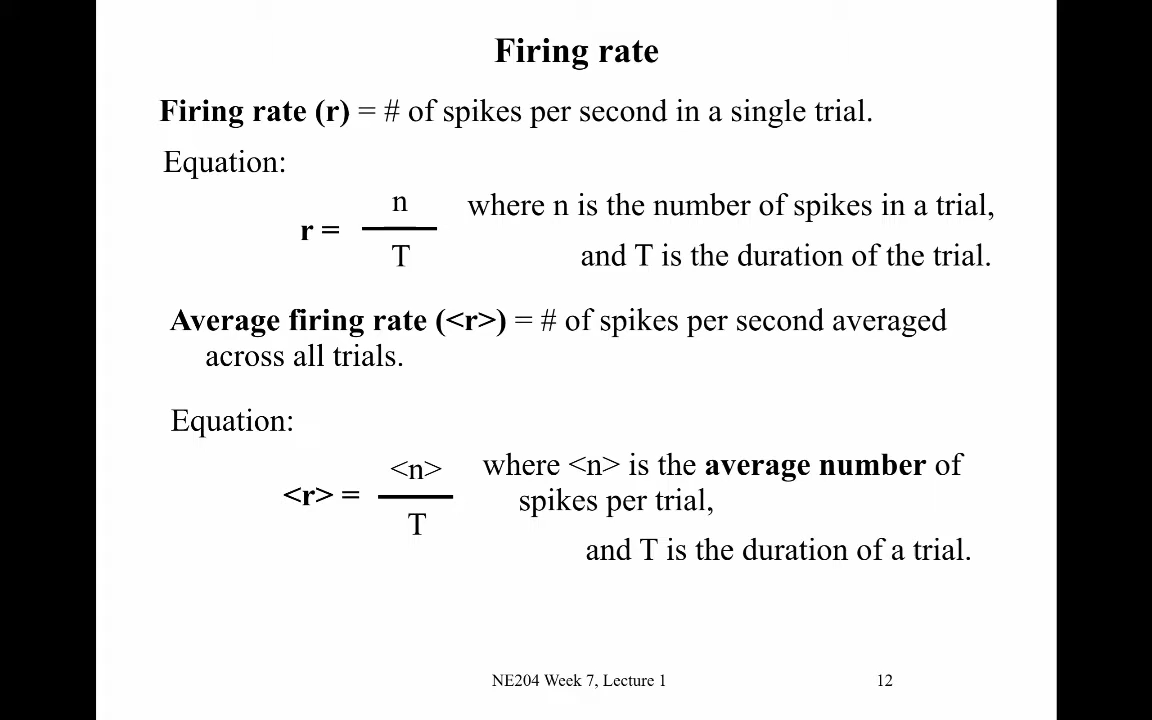 Firing rate
Firing rate (r) = # of spikes per second in a single trial.
Equation:
n
where n is the number of spikes in a trial,
r =
T
and T is the duration of the trial.
Average firing rate (<r>) = # of spikes per second averaged
across all trials.
Equation:
<n>
where <n> is the average number of
<r> =
spikes per trial,
T
and T is the duration of a trial.
NE204 Week 7, Lecture 1
12